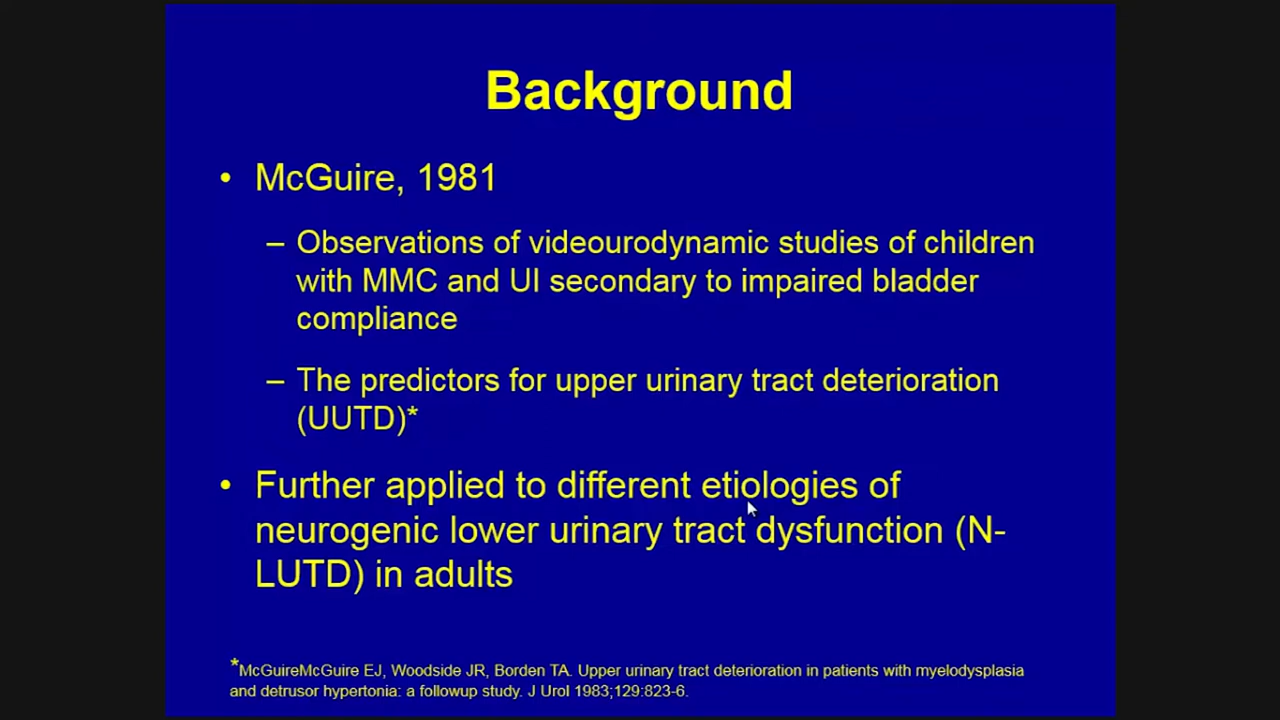 Background
• McGuire, 1981
– Observations of videourodynamic studies of children
with MMC and UI secondary to impaired bladder
compliance
– The predictors for upper urinary tract deterioration
(UUTD)*
• Further applied to different etiologies of
neurogenic lower urinary tract dysfunction (N-
LUTD) in adults
*McGuireMcGuire EJ, Woodside JR, Borden TA. Upper urinary tract deterioration in patients with myelodysplasia
and detrusor hypertonia: a followup study. J Urol 1983;129:823-6.